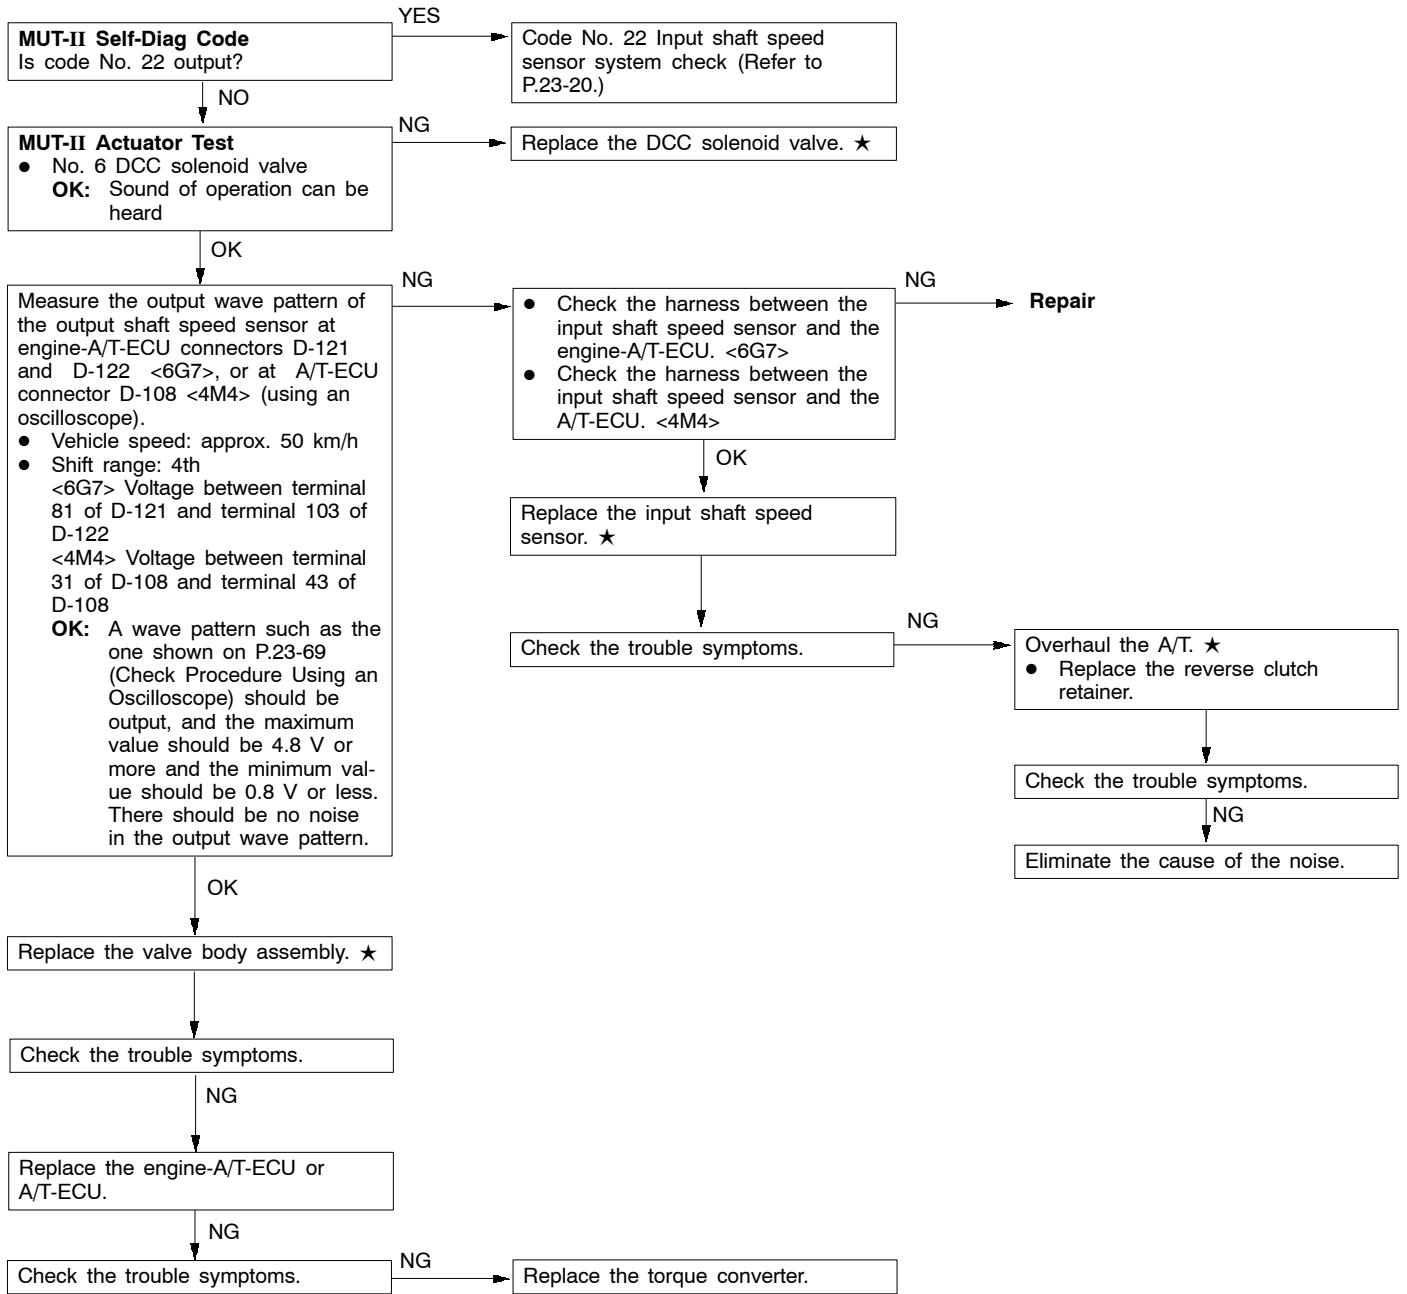 YES
MUT-II Self-Diag Code
Is code No. 22 output?
Code No. 22 Input shaft speed
sensor system check (Refer to
P.23-20.)
NO
MUT-II Actuator Test
● No. 6 DCC solenoid valve
OK: Sound of operation can be
heard
NG
Replace the DCC solenoid valve. ★
OK
Measure the output wave pattern of
the output shaft speed sensor at
engine-A/T-ECU connectors D-121
and D-122 <6G7>, or at A/T-ECU
connector D-108 <4M4> (using an
oscilloscope).
● Vehicle speed: approx. 50 km/h
● Shift range: 4th
<6G7> Voltage between terminal
81 of D-121 and terminal 103 of
D-122
<4M4> Voltage between terminal
31 of D-108 and terminal 43 of
D-108
OK: A wave pattern such as the
one shown on P.23-69
(Check Procedure Using an
Oscilloscope) should be
output, and the maximum
value should be 4.8 V or
more and the minimum val-
ue should be 0.8 V or less.
There should be no noise
in the output wave pattern.
NG
● Check the harness between the
input shaft speed sensor and the
engine-A/T-ECU. <6G7>
● Check the harness between the
input shaft speed sensor and the
A/T-ECU. <4M4>
NG
Repair
OK
Replace the input shaft speed
sensor. ★
Check the trouble symptoms.
NG
Overhaul the A/T. ★
● Replace the reverse clutch
retainer.
Check the trouble symptoms.
NG
Eliminate the cause of the noise.
OK
Replace the valve body assembly. ★
Check the trouble symptoms.
NG
Replace the engine-A/T-ECU or
A/T-ECU.
NG
Check the trouble symptoms.
NG
Replace the torque converter.